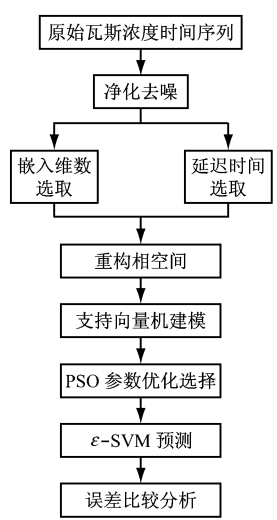 原始瓦斯浓度时间序列
净化去噪
嵌入维数
选取
延迟时间
选取
重构相空间
支持向量机建模
PSO 参数优化选择
ε-SVM 预测
误差比较分析